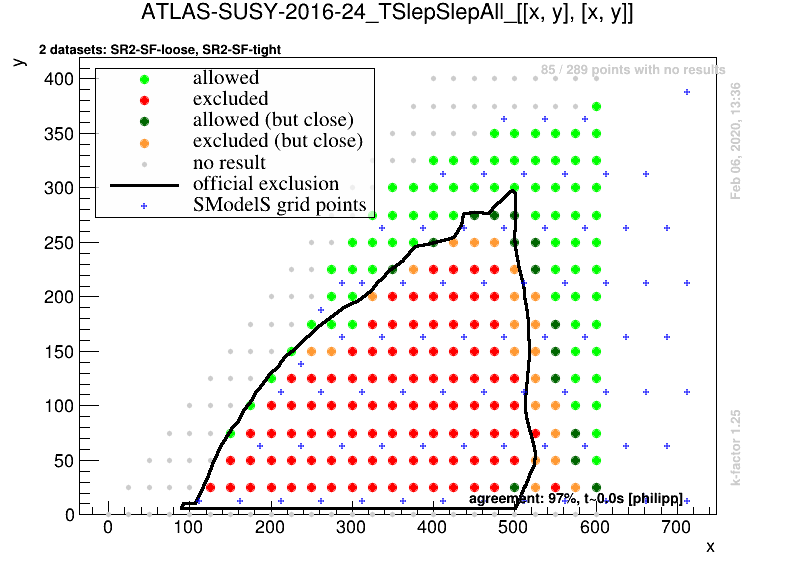 ATLAS-SUSY-2016-24_TSlepSlepAll_[[x, y], [x, y]]
2 datasets: SR2-SF-loose, SR2-SF-tight
85 / 289 points with no results
y
allowed
excluded
allowed (but close)
excluded (but close)
no result
official exclusion
SModelS grid points
400
350
300
250
200
150
100
50
0
Feb 06, 2020, 13:36
k-factor 1.25
agreement: 97%, t~0.0s [philipp]
0 100 200 300 400 500 600 700
x